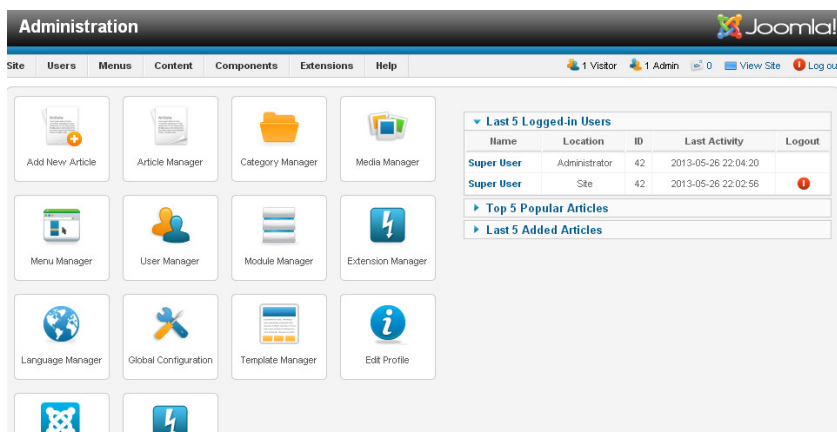 Administration
Joomla!
Site Users Menus Content Components Extensions Help
1 Visitor 1 Admin 0 View Site Log ou
Add New Article
Article Manager
Category Manager
Media Manager
Menu Manager
User Manager
Module Manager
Extension Manager
Language Manager
Global Configuration
Template Manager
Edit Profile
Last 5 Logged-in Users
Name Location ID Last Activity Logout
Super User Administrator 42 2013-05-26 22:04:20
Super User Site 42 2013-05-26 22:02:56
Top 5 Popular Articles
Last 5 Added Articles